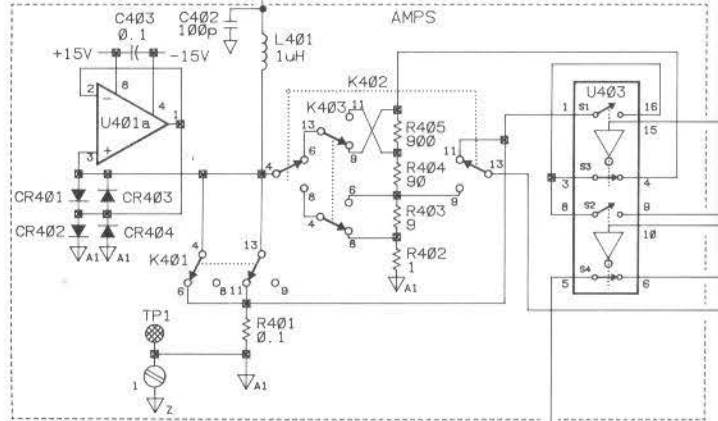 AMPS
C403
0.1
+15V
-15V
C402
100p
L401
1uH
2
8
4
1
3
U401a
CR401
CR403
CR402
CR404
A1
A1
K402
K403
11
13
9
4
6
8
6
4
8
R405
900
R404
90
R403
9
R402
1
A1
11
13
6
9
K401
4
13
6
8
11
9
R401
0.1
A1
TP1
1
Z
U403
1
S1
16
15
3
S3
4
8
S2
9
10
5
S4
6